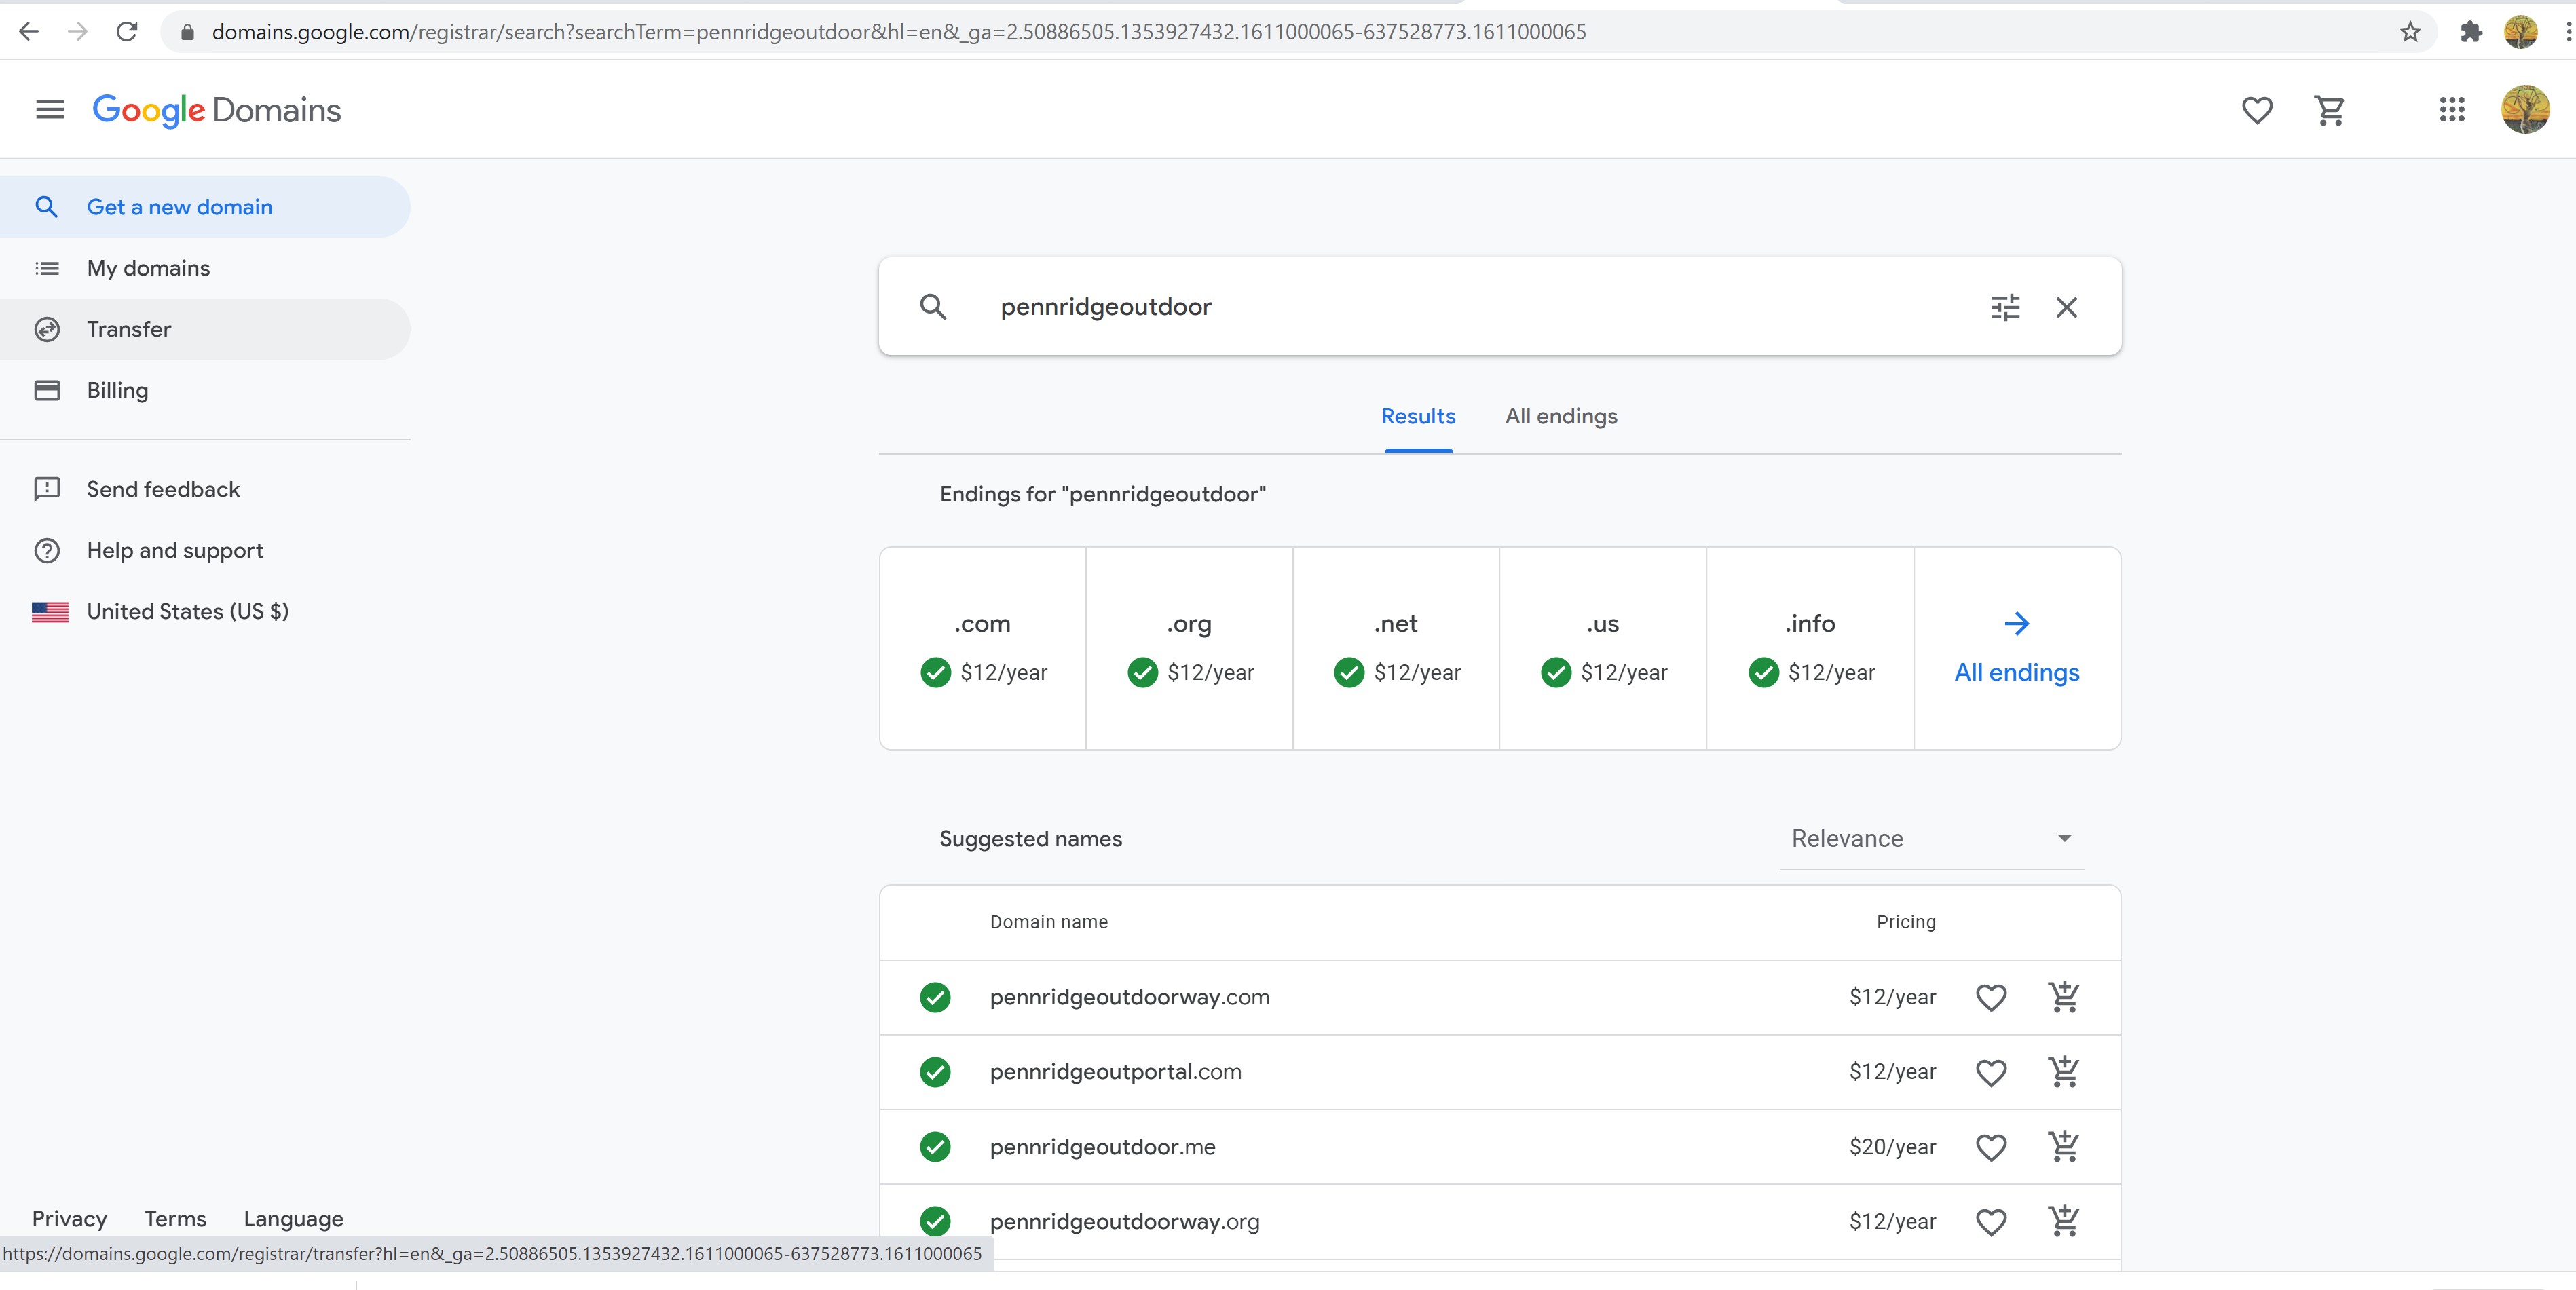 domains.google.com/registrar/search?searchTerm=pennridgeoutdoor&hl=en&_ga=2.50886505.1353927432.1611000065-637528773.1611000065
Google Domains
Get a new domain
My domains
Transfer
Billing
Send feedback
Help and support
United States (US $)
pennridgeoutdoor
Results All endings
Endings for "pennridgeoutdoor"
.com .org .net .us .info
$12/year $12/year $12/year $12/year $12/year All endings
Suggested names Relevance
Domain name Pricing
pennridgeoutdoorway.com $12/year
pennridgeoutportal.com $12/year
pennridgeoutdoor.me $20/year
pennridgeoutdoorway.org $12/year
Privacy Terms Language
https://domains.google.com/registrar/transfer?hl=en&_ga=2.50886505.1353927432.1611000065-637528773.1611000065